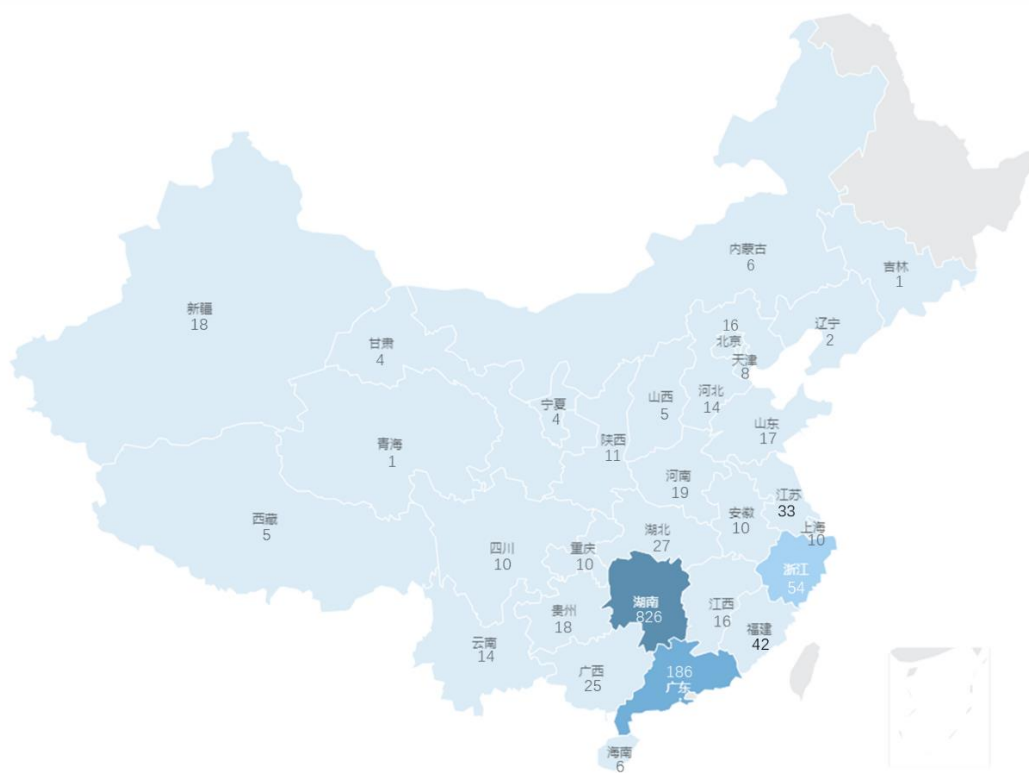 内蒙古
6
吉林
1
新疆
18
16
北京
辽宁
2
甘肃
4
天津
8
宁夏
4
山西
5
河北
14
山东
17
青海
1
陕西
11
河南
19
江苏
33
西藏
5
安徽
10
上海
10
湖北
27
四川
10
重庆
10
浙江
54
湖南
826
江西
16
贵州
18
福建
42
云南
14
广西
25
186
广东
海南
6